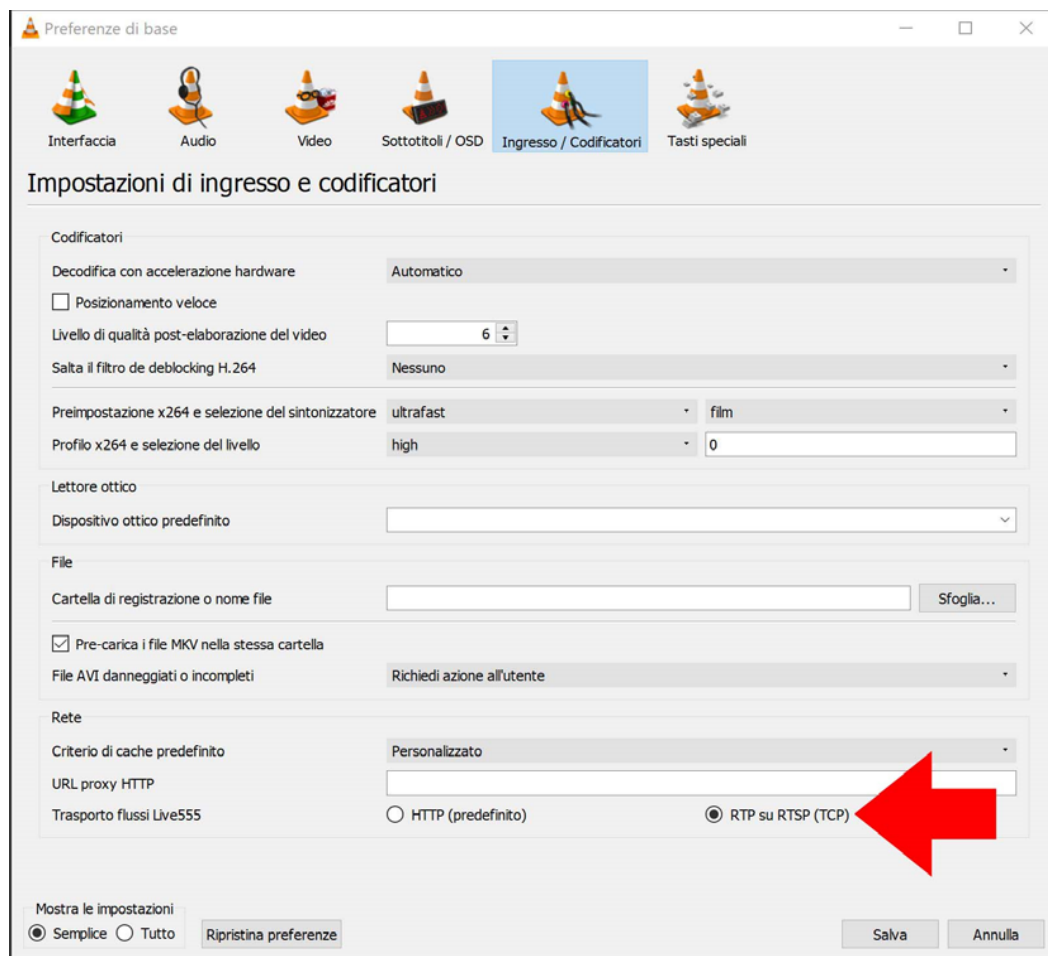 Preferenze di base
Interfaccia Audio Video Sottotitoli / OSD Ingresso / Codificatori Tasti speciali
Impostazioni di ingresso e codificatori
Codificatori
Decodifica con accelerazione hardware Automatico
Posizionamento veloce
Livello di qualità post-elaborazione del video 6
Salta il filtro de deblocking H.264 Nessuno
Preimpostazione x264 e selezione del sintonizzatore ultrafast film
Profilo x264 e selezione del livello high 0
Lettore ottico
Dispositivo ottico predefinito
File
Cartella di registrazione o nome file Sfoglia...
Pre-carica i file MKV nella stessa cartella
File AVI danneggiati o incompleti Richiedi azione all'utente
Rete
Criterio di cache predefinito Personalizzato
URL proxy HTTP
Trasporto flussi Live555 HTTP (predefinito) RTP su RTSP (TCP)
Mostra le impostazioni
Semplice Tutto Ripristina preferenze Salva Annulla